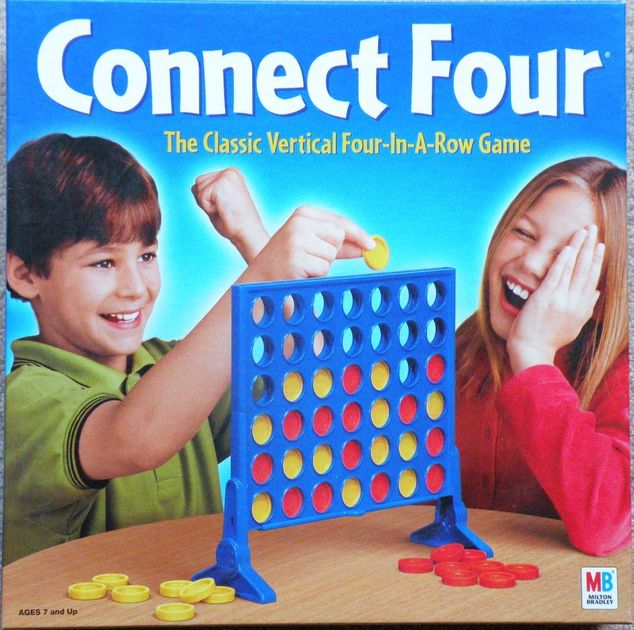 Connect Four®
The Classic Vertical Four-In-A-Row Game
AGES 7 and Up
MB®
MILTON
BRADLEY